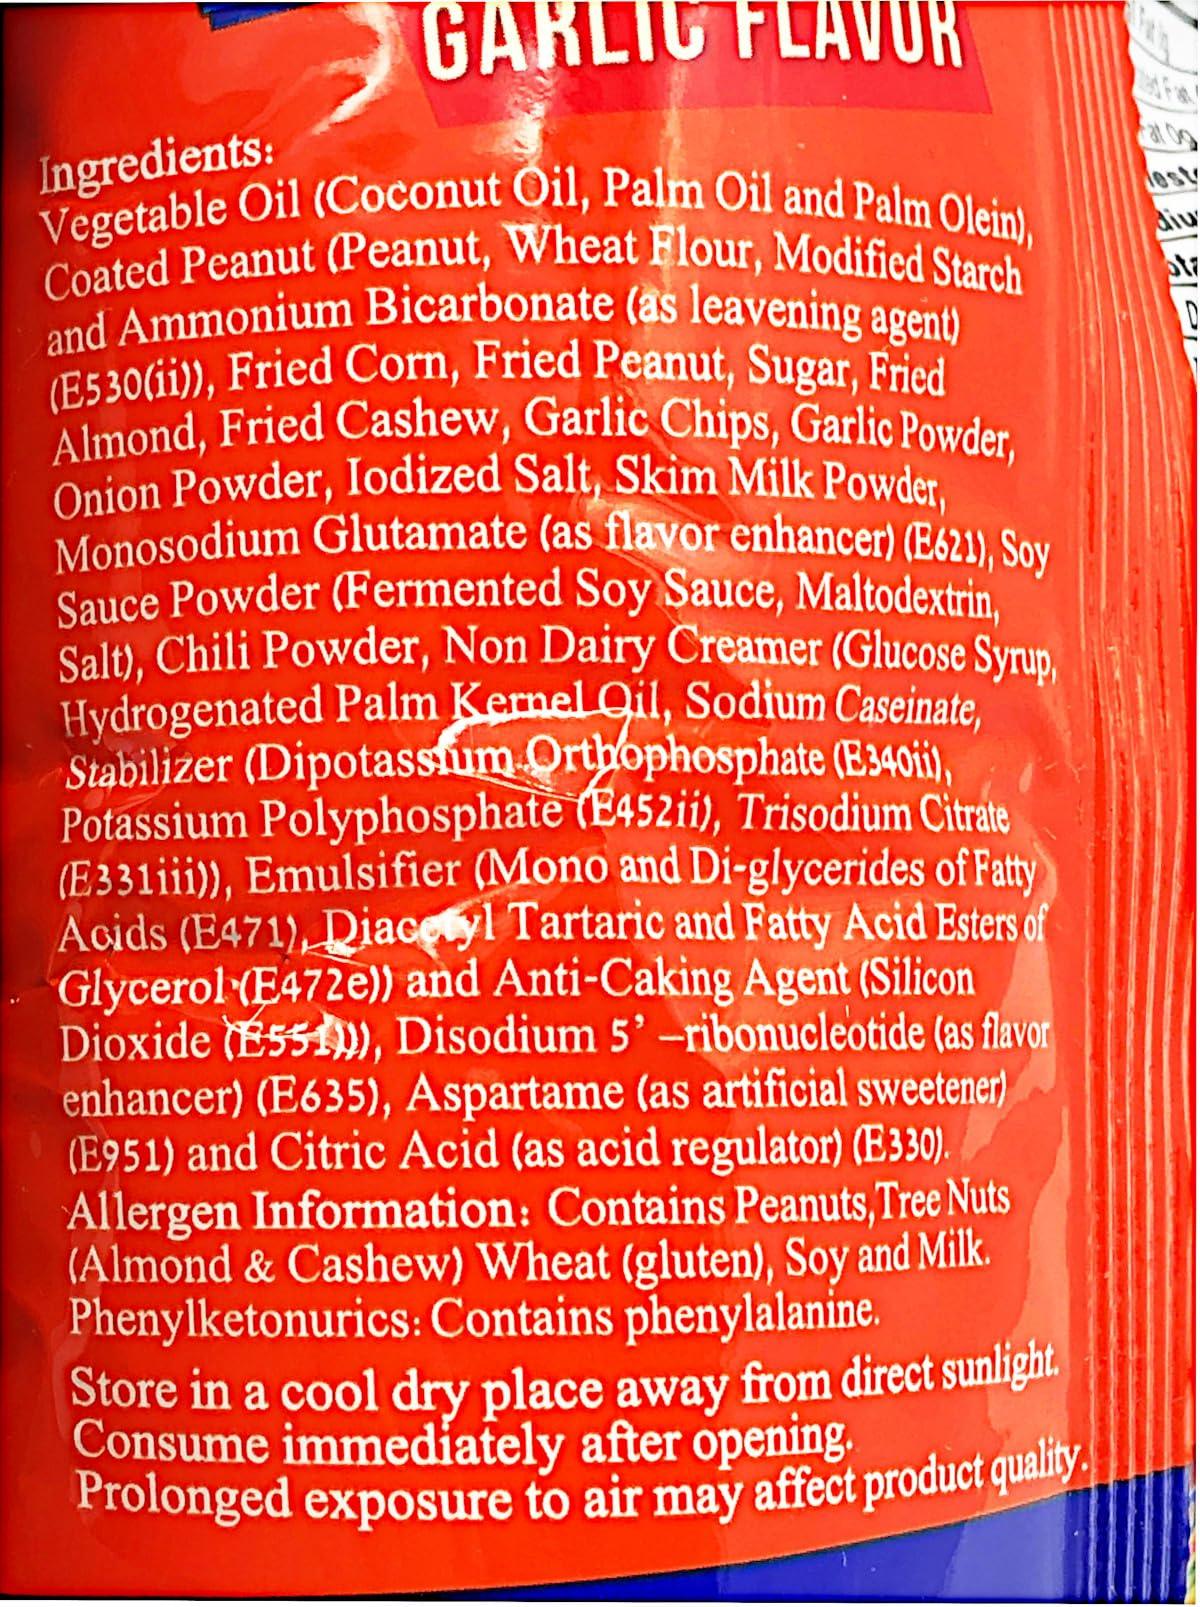 GARLIC FLAVOR
Ingredients:
Vegetable Oil (Coconut Oil, Palm Oil and Palm Olein),
Coated Peanut (Peanut, Wheat Flour, Modified Starch
and Ammonium Bicarbonate (as leavening agent)
(E530(ii)), Fried Corn, Fried Peanut, Sugar, Fried
Almond, Fried Cashew, Garlic Chips, Garlic Powder,
Onion Powder, Iodized Salt, Skim Milk Powder,
Monosodium Glutamate (as flavor enhancer) (E621), Soy
Sauce Powder (Fermented Soy Sauce, Maltodextrin,
Salt), Chili Powder, Non Dairy Creamer (Glucose Syrup,
Hydrogenated Palm Kernel Oil, Sodium Caseinate,
Stabilizer (Dipotassium Orthophosphate (E340ii),
Potassium Polyphosphate (E452ii), Trisodium Citrate
(E331iii)), Emulsifier (Mono and Di-glycerides of Fatty
Acids (E471), Diacetyl Tartaric and Fatty Acid Esters of
Glycerol (E472e)) and Anti-Caking Agent (Silicon
Dioxide (E551))), Disodium 5’ –ribonucleotide (as flavor
enhancer) (E635), Aspartame (as artificial sweetener)
(E951) and Citric Acid (as acid regulator) (E330).
Allergen Information: Contains Peanuts, Tree Nuts
(Almond & Cashew) Wheat (gluten), Soy and Milk.
Phenylketonurics: Contains phenylalanine.
Store in a cool dry place away from direct sunlight.
Consume immediately after opening.
Prolonged exposure to air may affect product quality.